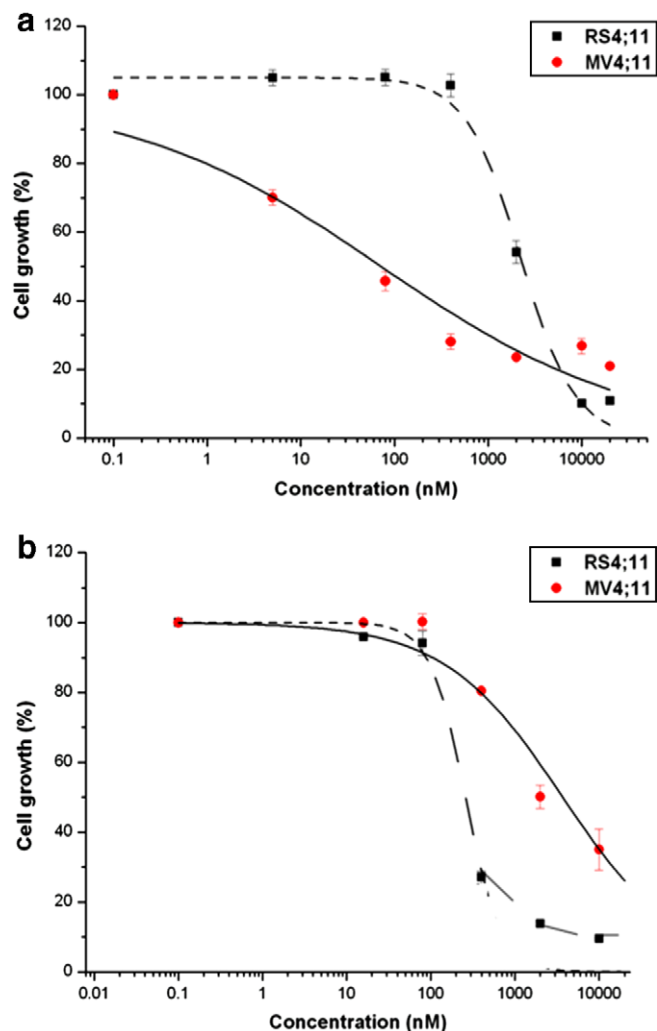 a
120
100
80
60
40
20
0
Cell growth (%)
RS4;11
MV4;11
0.1 1 10 100 1000 10000
Concentration (nM)
b
120
100
80
60
40
20
0
Cell growth (%)
RS4;11
MV4;11
0.01 0.1 1 10 100 1000 10000
Concentration (nM)